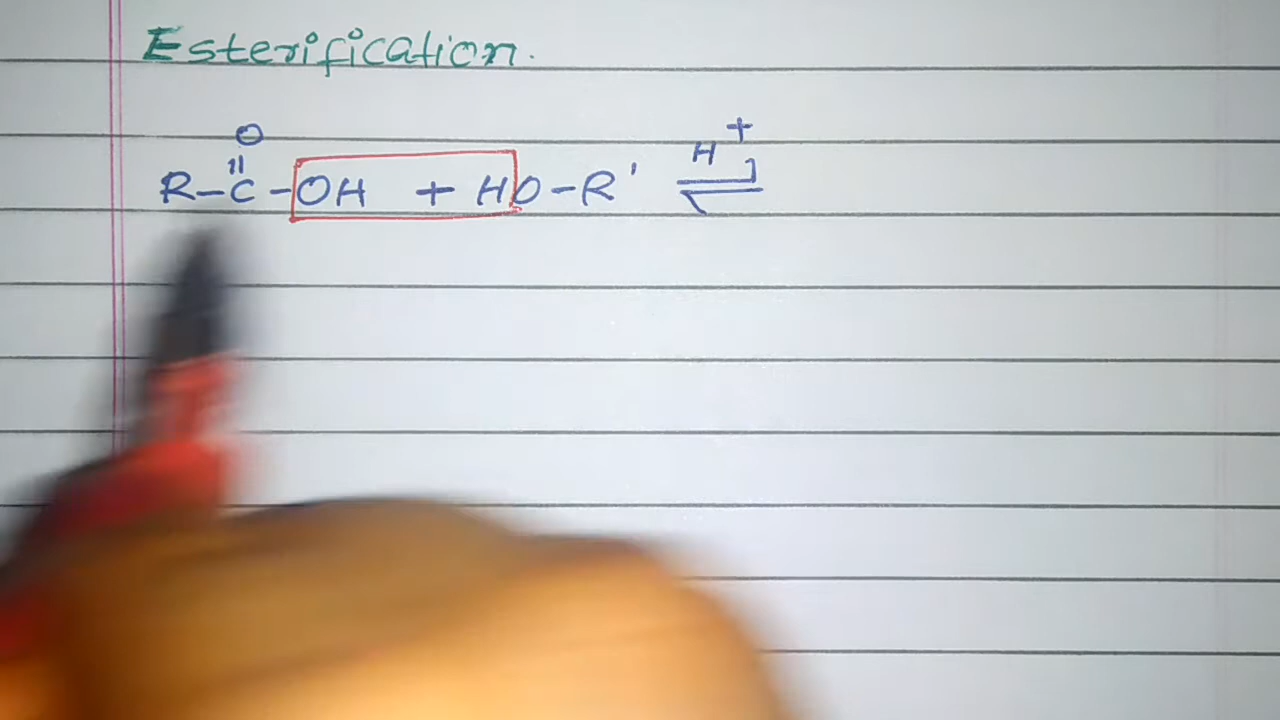 Esterification.
O
||
R-C-OH + HO-R' ⇌ H+